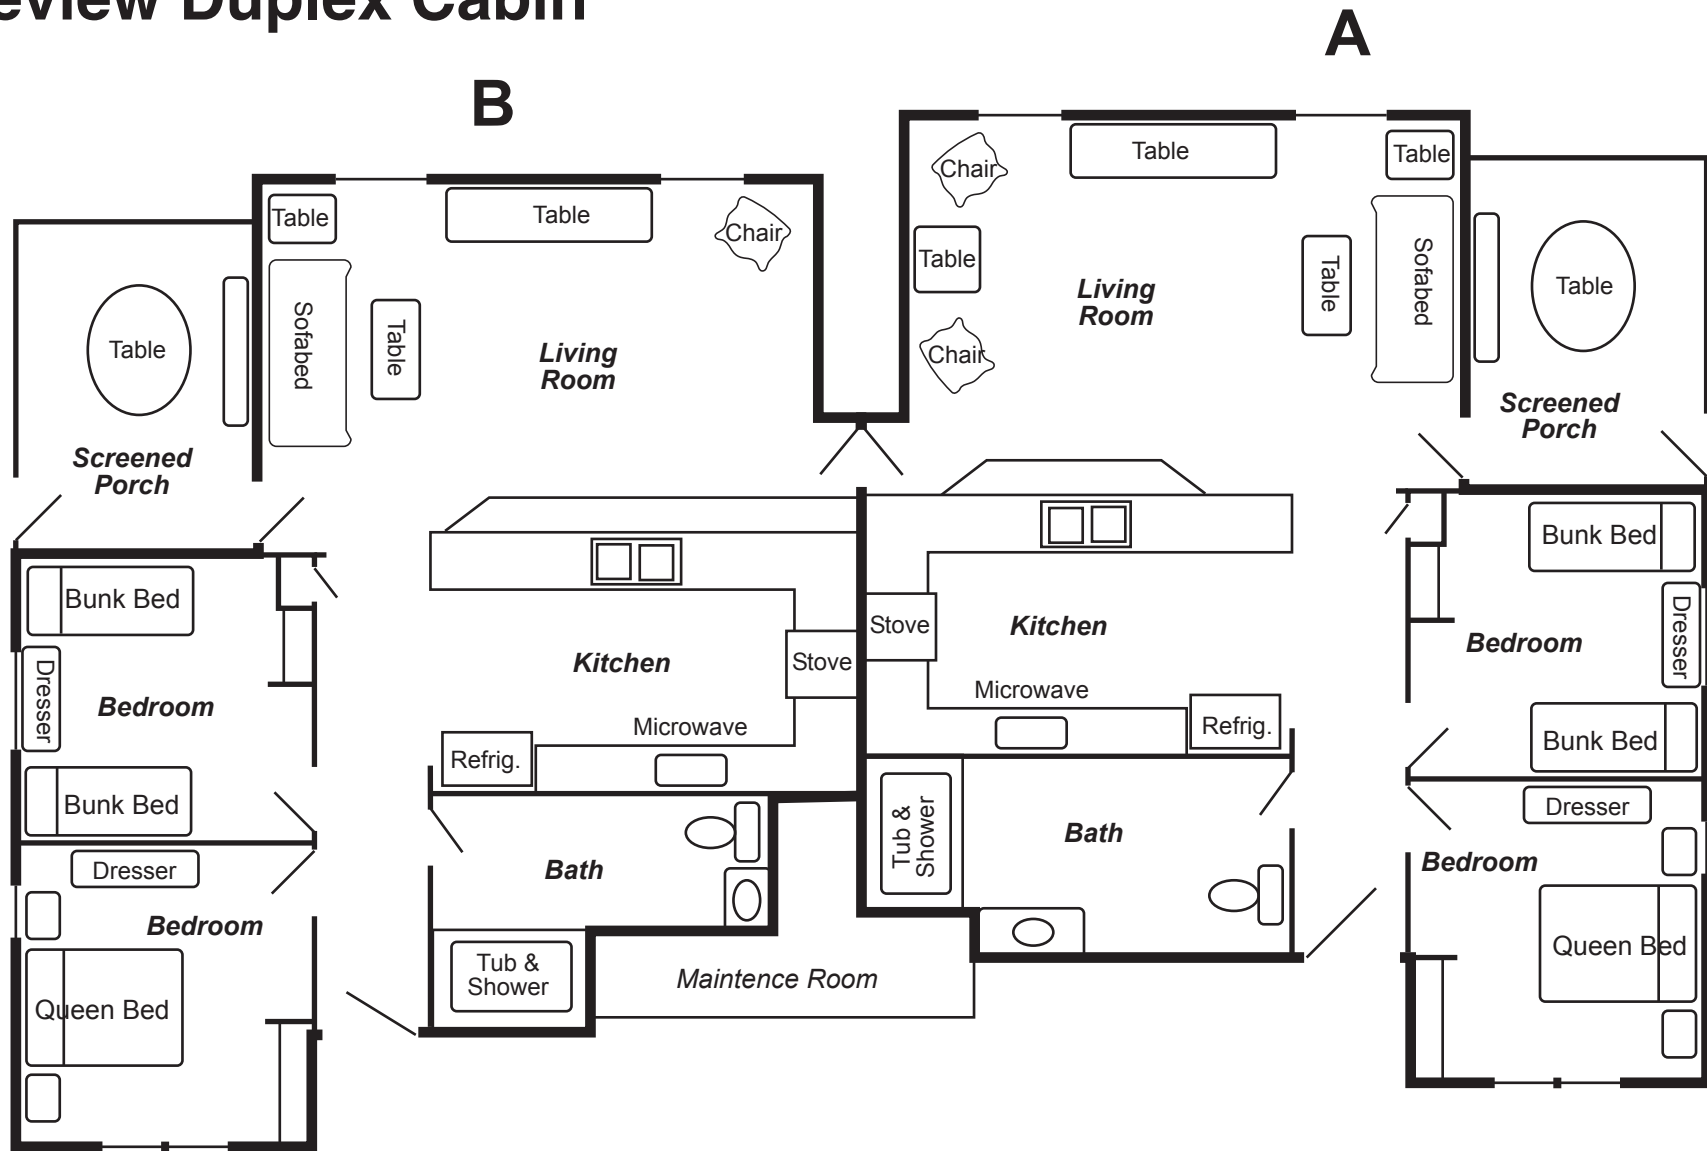 Duplex Cabin
A
B
Chair
Table
Table
Table
Table
Chair
Table
Living
Room
Table
Sofabed
Table
Chair
Screened
Porch
Sofabed
Table
Table
Living
Room
Screened
Porch
Bunk Bed
Dresser
Bedroom
Bunk Bed
Kitchen
Stove
Microwave
Refrig.
Stove
Kitchen
Microwave
Refrig.
Bunk Bed
Bedroom
Dresser
Bunk Bed
Dresser
Bedroom
Queen Bed
Bath
Tub &
Shower
Tub &
Shower
Bath
Maintence Room
Dresser
Bedroom
Queen Bed